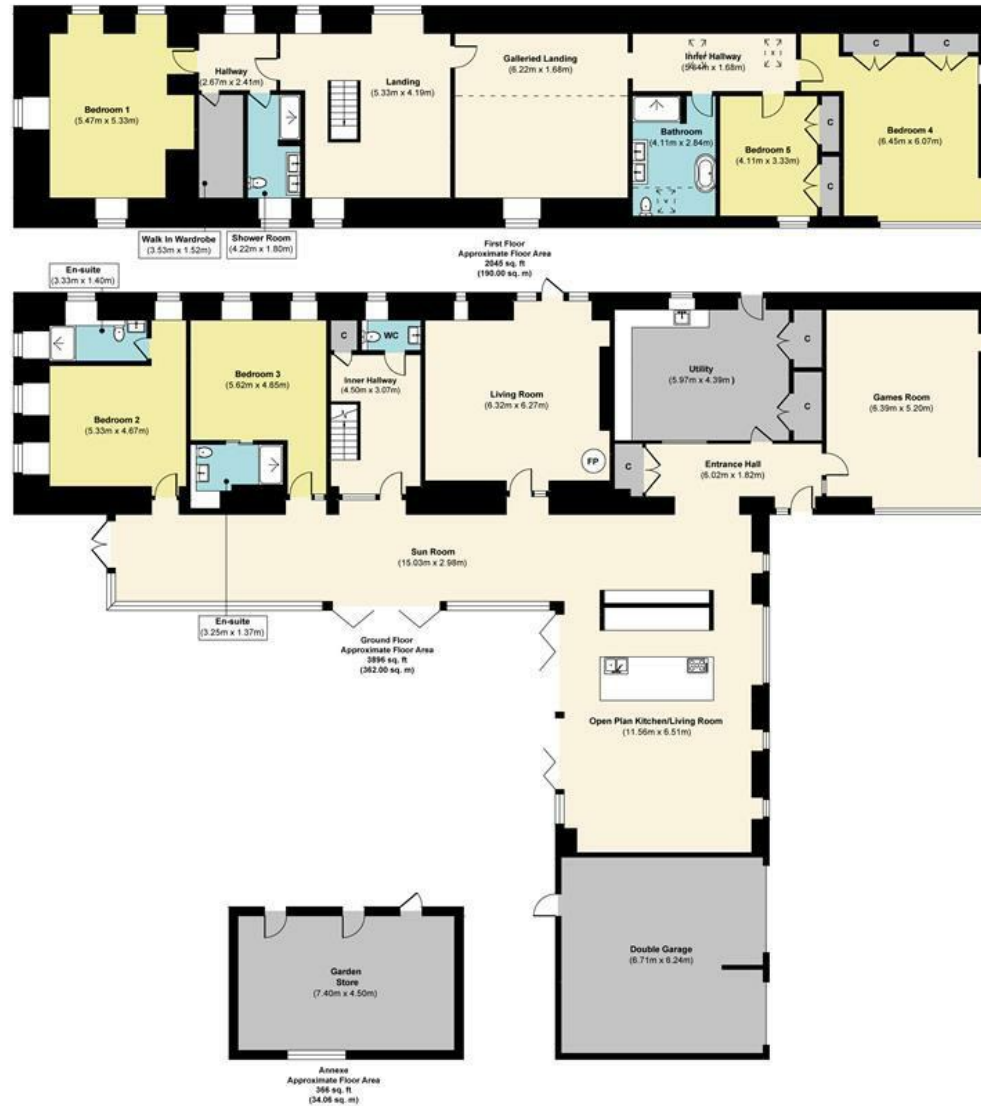 C
C
Hallway
(2.67m x 2.41m)
Landing
(5.33m x 4.19m)
Galleried Landing
(6.22m x 1.68m)
Inner Hallway
Bedroom 1
(5.47m x 5.33m)
Bathroom
(4.11m x 2.84m)
Bedroom 5
(4.11m x 3.33m)
C
C
Bedroom 4
(6.45m x 6.07m)
Walk In Wardrobe
(3.53m x 1.52m)
Shower Room
(4.22m x 1.80m)
First Floor
Approximate Floor Area
2045 sq. ft
(190.00 sq. m)
En-suite
(3.33m x 1.40m)
Bedroom 3
(5.62m x 4.65m)
C
WC
Inner Hallway
(4.50m x 3.07m)
Living Room
(6.32m x 6.27m)
FP
Utility
(5.97m x 4.39m )
C
C
Games Room
(6.39m x 5.20m)
Bedroom 2
(5.33m x 4.67m)
C
Entrance Hall
(6.02m x 1.82m)
Sun Room
(15.03m x 2.98m)
En-suite
(3.25m x 1.37m)
Ground Floor
Approximate Floor Area
3896 sq. ft
(362.00 sq. m)
Open Plan Kitchen/Living Room
(11.56m x 6.51m)
Double Garage
(6.71m x 6.24m)
Garden
Store
(7.40m x 4.50m)
Annexe
Approximate Floor Area
366 sq. ft
(34.06 sq. m)